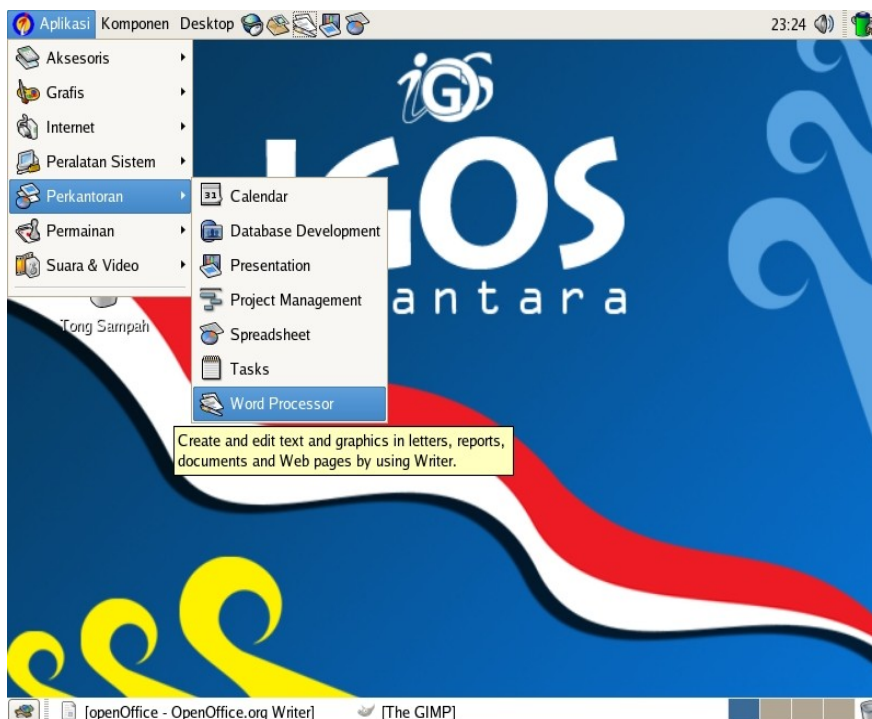 Aplikasi Komponen Desktop 23:24
Aksesoris
Grafis
Internet
Peralatan Sistem
Perkantoran
Permainan
Suara & Video
31 Calendar
Database Development
Presentation
Project Management
Spreadsheet
Tasks
Word Processor
Create and edit text and graphics in letters, reports,
documents and Web pages by using Writer.
iGOS
IGOS
antara
Tong Sampah
[openOffice - OpenOffice.org Writer] [The GIMP]